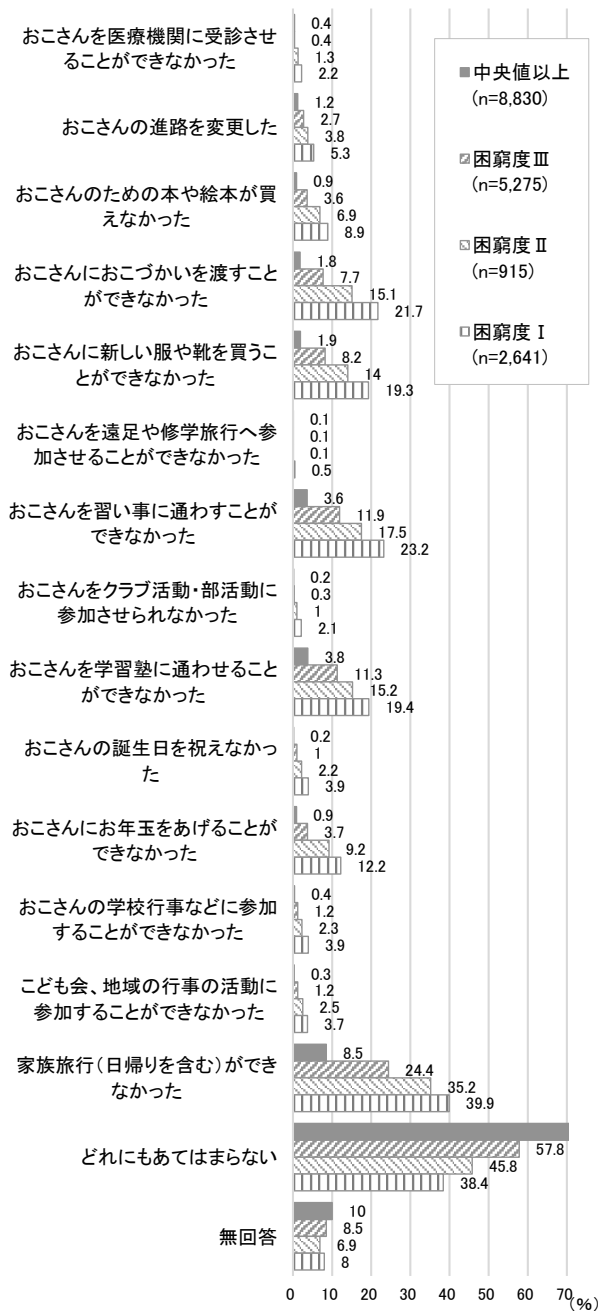 おこさんを医療機関に受診させ
ることができなかった
0.4
0.4
1.3
2.2
おこさんの進路を変更した
1.2
2.7
3.8
5.3
おこさんのための本や絵本が買
えなかった
0.9
3.6
6.9
8.9
おこさんにおこづかいを渡すこと
ができなかった
1.8
7.7
15.1
21.7
おこさんに新しい服や靴を買うこ
とができなかった
1.9
8.2
14
19.3
おこさんを遠足や修学旅行へ参
加させることができなかった
0.1
0.1
0.1
0.5
おこさんを習い事に通わすことが
できなかった
3.6
11.9
17.5
23.2
おこさんをクラブ活動・部活動に
参加させられなかった
0.2
0.3
1
2.1
おこさんを学習塾に通わせること
ができなかった
3.8
11.3
15.2
19.4
おこさんの誕生日を祝えなかっ
た
0.2
1
2.2
3.9
おこさんにお年玉をあげることが
できなかった
0.9
3.7
9.2
12.2
おこさんの学校行事などに参加
することができなかった
0.4
1.2
2.3
3.9
こども会、地域の行事の活動に
参加することができなかった
0.3
1.2
2.5
3.7
家族旅行(日帰りを含む)ができ
なかった
8.5
24.4
35.2
39.9
どれにもあてはまらない
57.8
45.8
38.4
無回答
10
8.5
6.9
8
0 10 20 30 40 50 60 70
(%)
中央値以上
(n=8,830)
困窮度Ⅲ
(n=5,275)
困窮度Ⅱ
(n=915)
困窮度Ⅰ
(n=2,641)